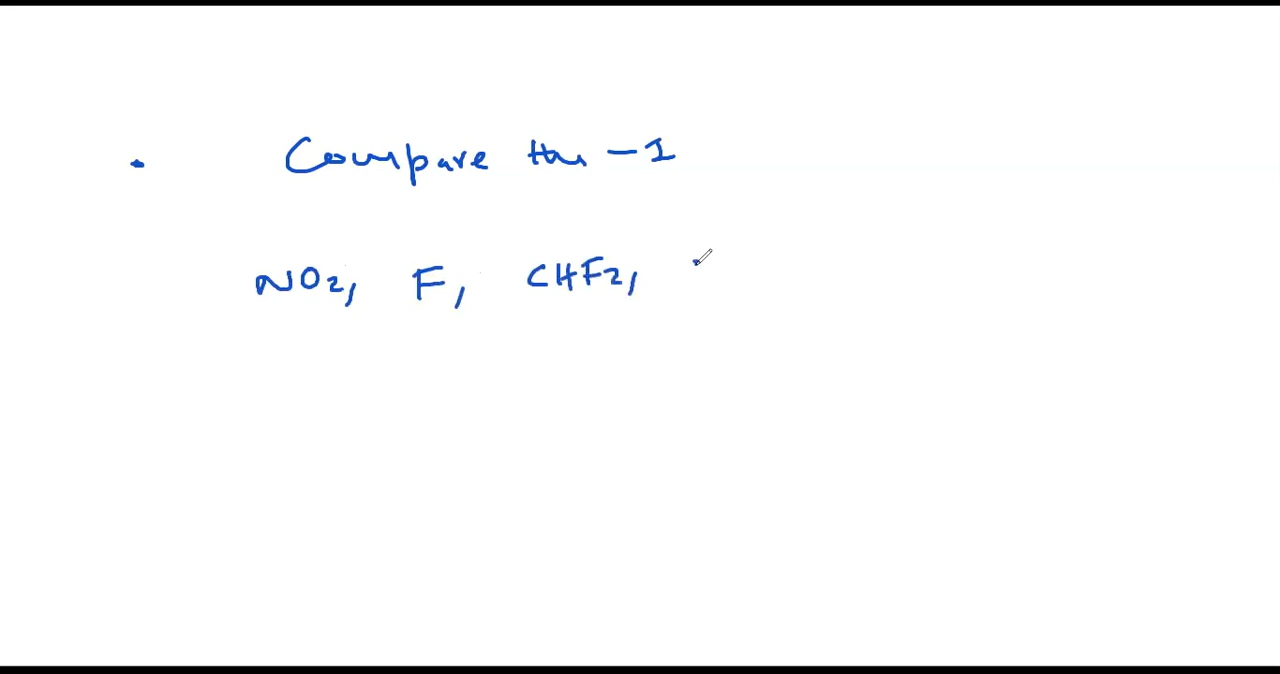 Compare the -I
NO2, F, CHF2,